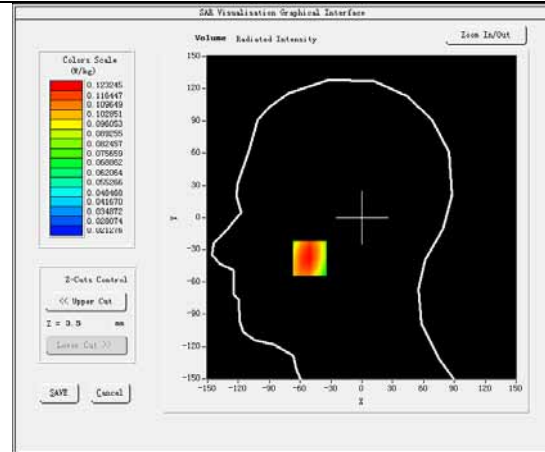 SAR Visualisation Graphical Interface
Volume Radiated Intensity
Zoom In/Out
Colors Scale
(W/kg)
0.123245
0.116447
0.109649
0.102851
0.096053
0.089255
0.082457
0.075659
0.068862
0.062064
0.055266
0.048468
0.041670
0.034872
0.028074
0.021276
150
120
90
60
30
0
-30
-60
-90
-120
-150
Y
-150 -120 -90 -60 -30 0 30 60 90 120 150
X
Z-Cuts Control
<< Upper Cut
Z = 3.5 mm
Lower Cut >>
SAVE Cancel